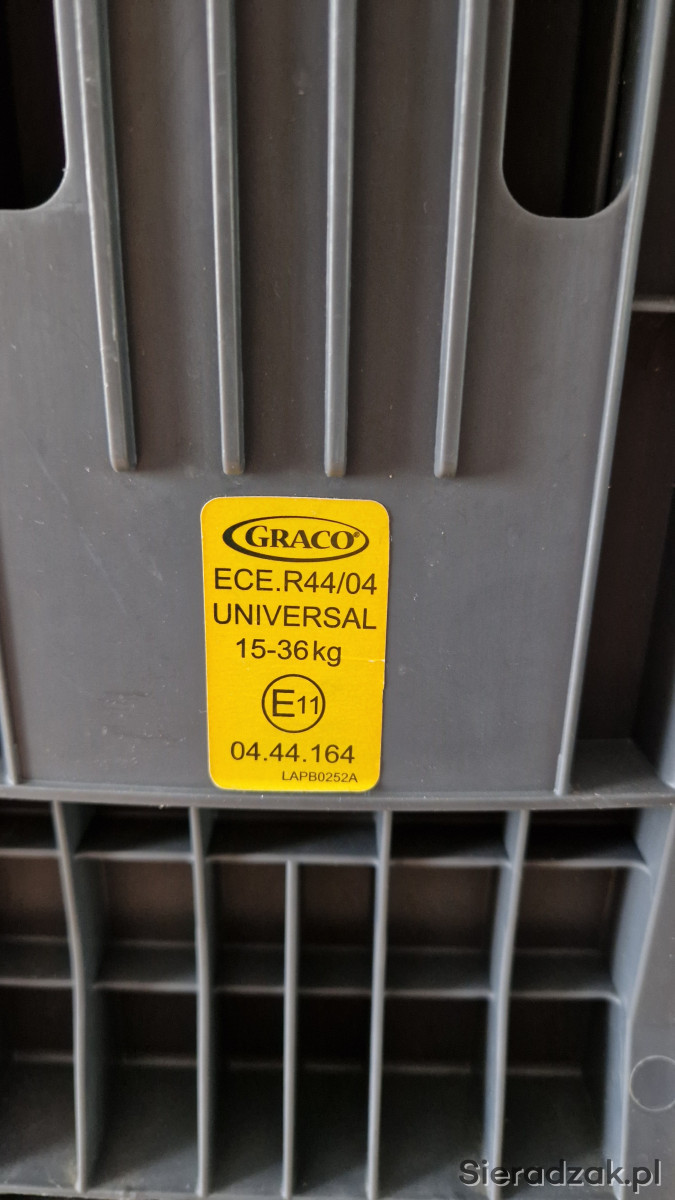 GRACO®
ECE.R44/04
UNIVERSAL
15-36kg
E11
04.44.164
LAPB0252A
Sieradzak.pl